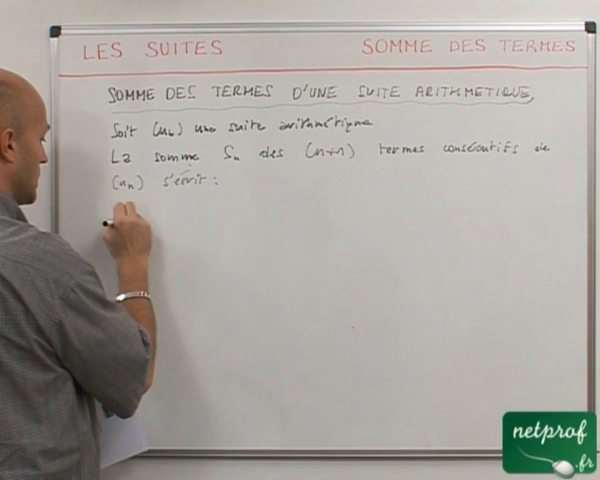 LES SUITES SOMME DES TERMES
SOMME DES TERMES D'UNE SUITE ARITHMETIQUE
Soit (un) une suite arithmétique
La somme Sn des (n+1) termes consécutifs de
(un) s'écrit :
netprof
.fr